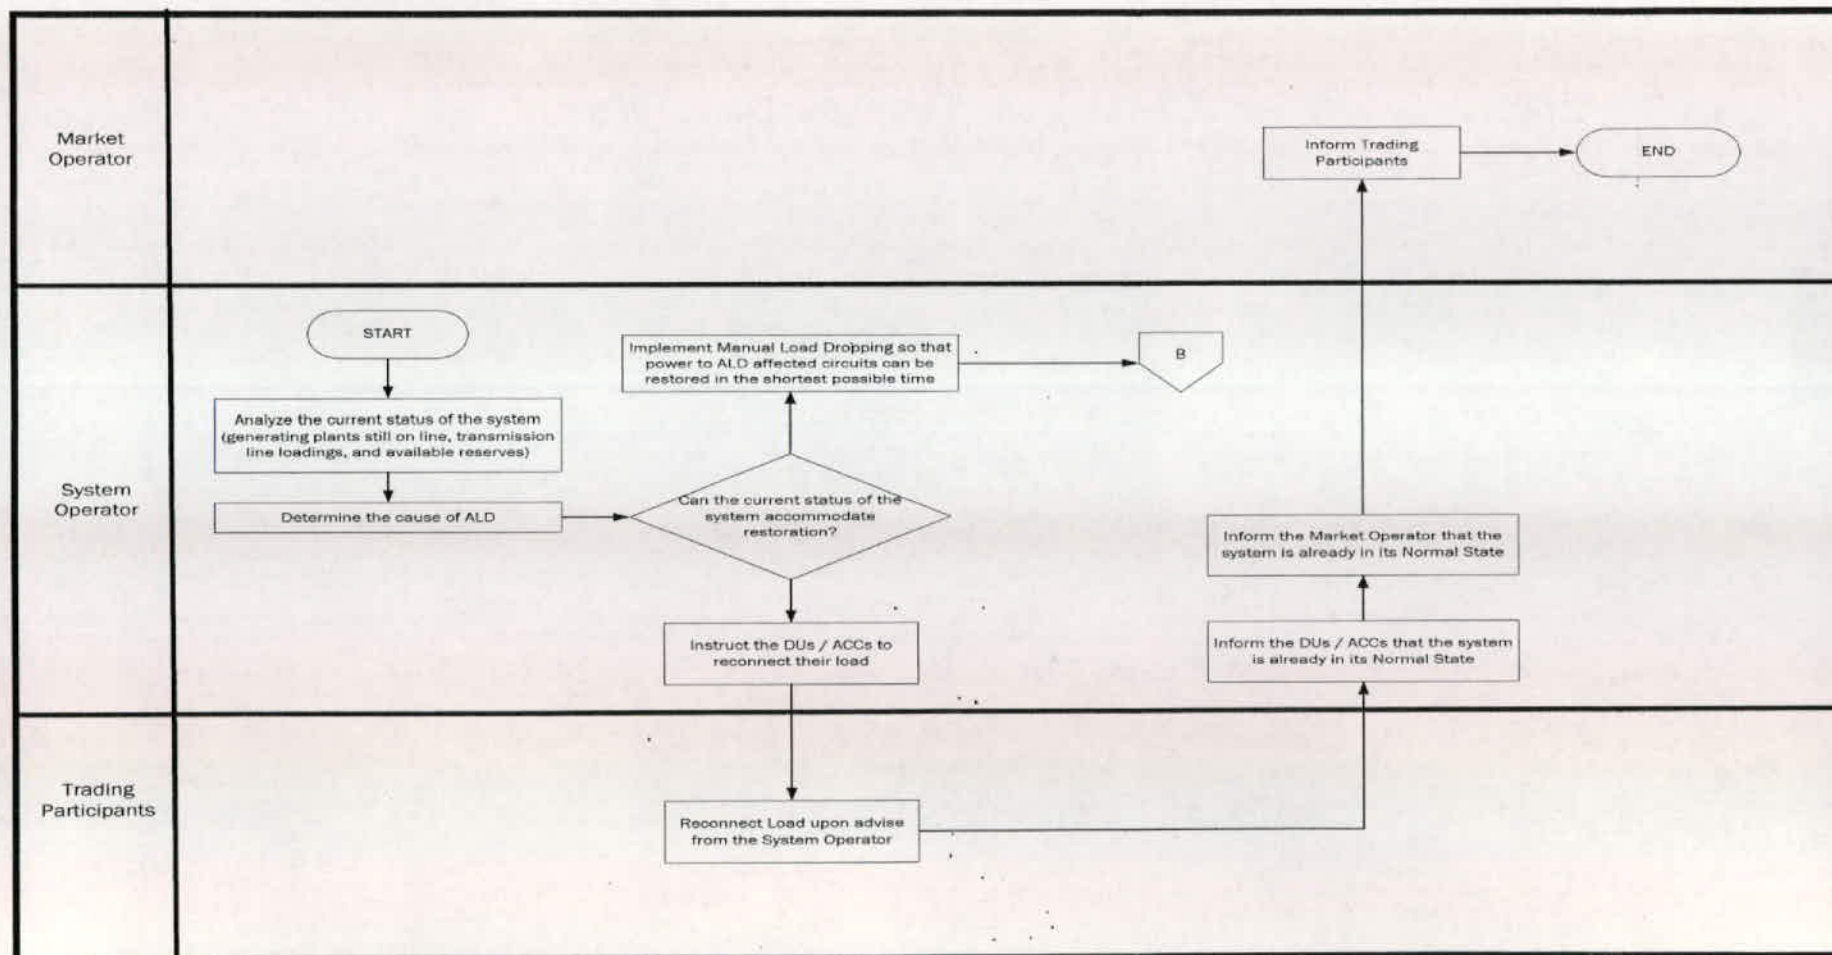 Market
Operator
Inform Trading
Participants
END
System
Operator
START
Analyze the current status of the system
(generating plants still on line, transmission
line loadings, and available reserves)
Determine the cause of ALD
Implement Manual Load Dropping so that
power to ALD affected circuits can be
restored in the shortest possible time
B
Can the current status of the
system accommodate
restoration?
Instruct the DUs / ACCs to
reconnect their load
Inform the Market Operator that the
system is already in its Normal State
Inform the DUs / ACCs that the system
is already in its Normal State
Trading
Participants
Reconnect Load upon advise
from the System Operator